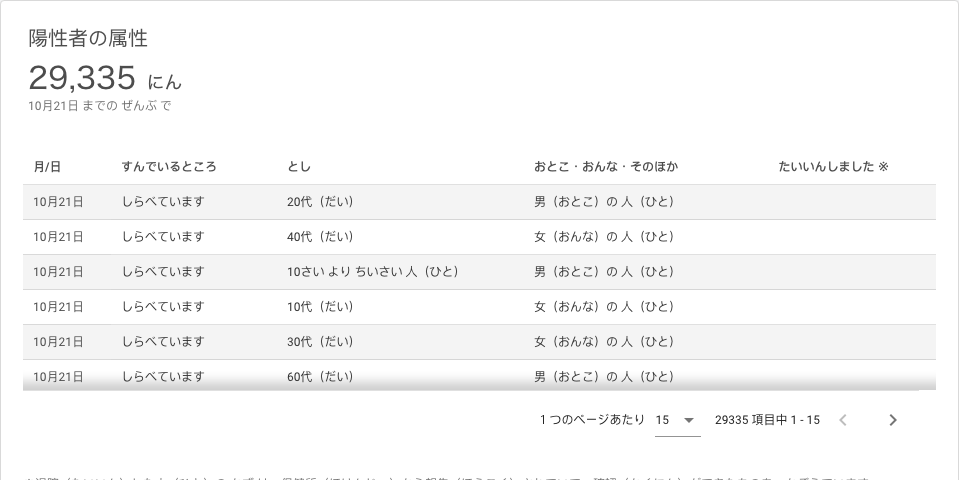 陽性者の属性
29,335 にん
10月21日 までの ぜんぶ で
月/日 すんでいるところ とし おとこ・おんな・そのほか たいいんしました ※
10月21日 しらべています 20代（だい） 男（おとこ）の 人（ひと）
10月21日 しらべています 40代（だい） 女（おんな）の 人（ひと）
10月21日 しらべています 10さい より ちいさい 人（ひと） 男（おとこ）の 人（ひと）
10月21日 しらべています 10代（だい） 女（おんな）の 人（ひと）
10月21日 しらべています 30代（だい） 女（おんな）の 人（ひと）
10月21日 しらべています 60代（だい） 男（おとこ）の 人（ひと）
1 つのページあたり 15 29335 項目中 1 - 15